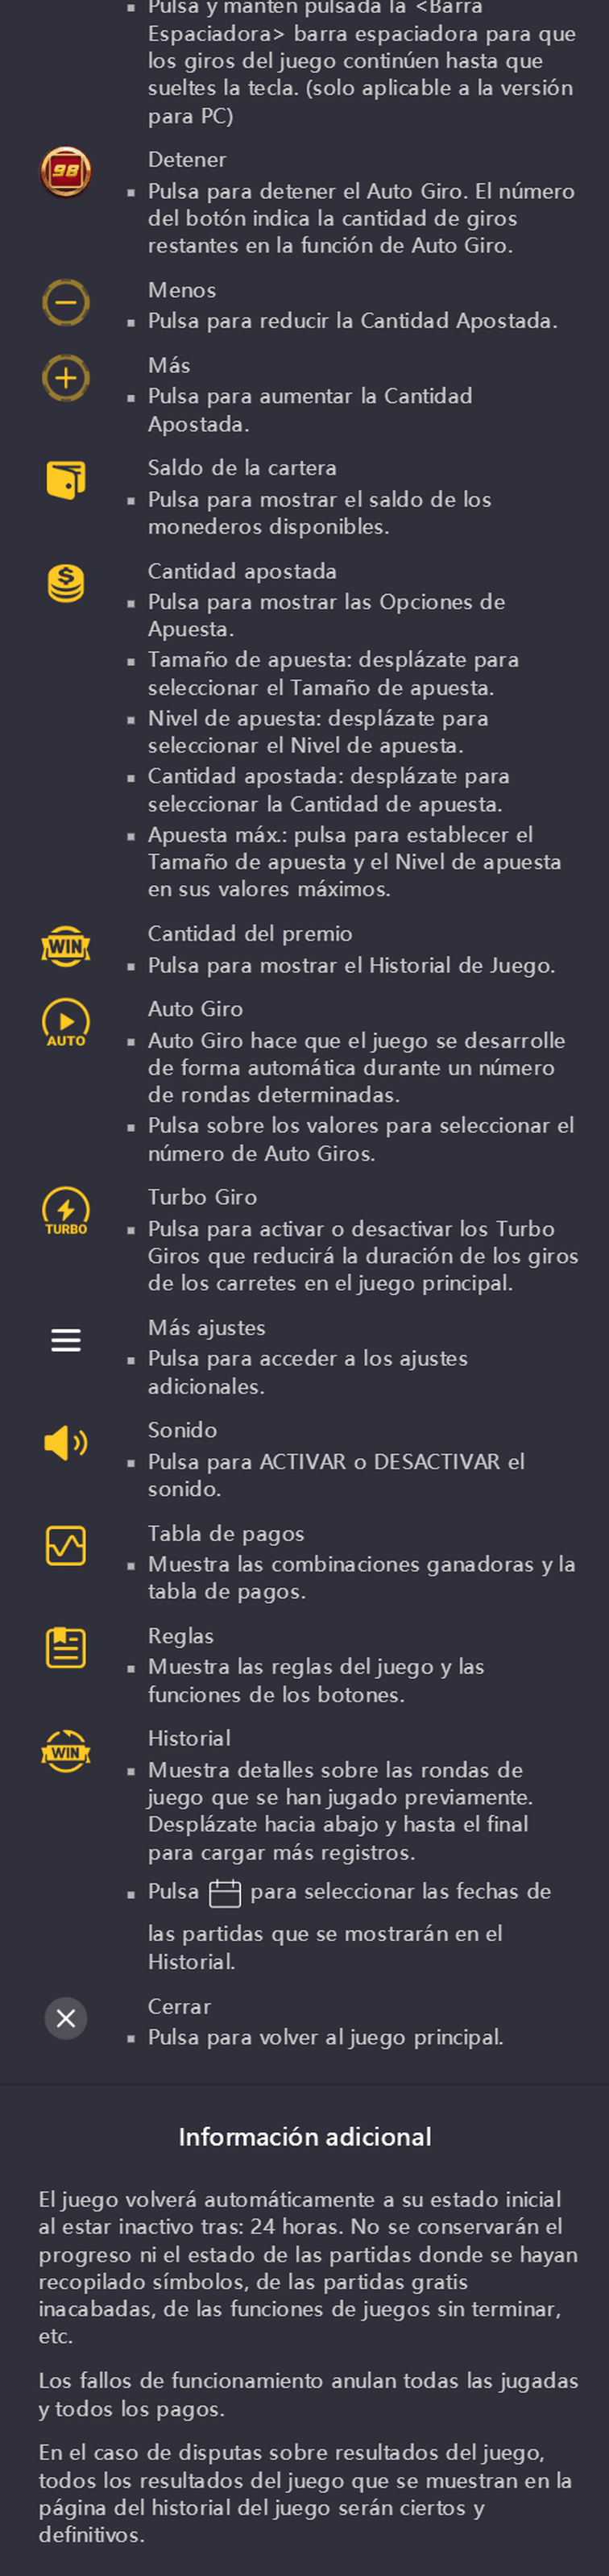 ▪ Pulsa y mantén pulsada la <Barra
Espaciadora> barra espaciadora para que
los giros del juego continúen hasta que
sueltes la tecla. (solo aplicable a la versión
para PC)
98
Detener
▪ Pulsa para detener el Auto Giro. El número
del botón indica la cantidad de giros
restantes en la función de Auto Giro.
Menos
▪ Pulsa para reducir la Cantidad Apostada.
Más
▪ Pulsa para aumentar la Cantidad
Apostada.
Saldo de la cartera
▪ Pulsa para mostrar el saldo de los
monederos disponibles.
$
Cantidad apostada
▪ Pulsa para mostrar las Opciones de
Apuesta.
▪ Tamaño de apuesta: desplázate para
seleccionar el Tamaño de apuesta.
▪ Nivel de apuesta: desplázate para
seleccionar el Nivel de apuesta.
▪ Cantidad apostada: desplázate para
seleccionar la Cantidad de apuesta.
▪ Apuesta máx.: pulsa para establecer el
Tamaño de apuesta y el Nivel de apuesta
en sus valores máximos.
WIN
Cantidad del premio
▪ Pulsa para mostrar el Historial de Juego.
AUTO
Auto Giro
▪ Auto Giro hace que el juego se desarrolle
de forma automática durante un número
de rondas determinadas.
▪ Pulsa sobre los valores para seleccionar el
número de Auto Giros.
TURBO
Turbo Giro
▪ Pulsa para activar o desactivar los Turbo
Giros que reducirá la duración de los giros
de los carretes en el juego principal.
Más ajustes
▪ Pulsa para acceder a los ajustes
adicionales.
Sonido
▪ Pulsa para ACTIVAR o DESACTIVAR el
sonido.
Tabla de pagos
▪ Muestra las combinaciones ganadoras y la
tabla de pagos.
Reglas
▪ Muestra las reglas del juego y las
funciones de los botones.
WIN
Historial
▪ Muestra detalles sobre las rondas de
juego que se han jugado previamente.
Desplázate hacia abajo y hasta el final
para cargar más registros.
▪ Pulsa para seleccionar las fechas de
las partidas que se mostrarán en el
Historial.
Cerrar
▪ Pulsa para volver al juego principal.
Información adicional
El juego volverá automáticamente a su estado inicial
al estar inactivo tras: 24 horas. No se conservarán el
progreso ni el estado de las partidas donde se hayan
recopilado símbolos, de las partidas gratis
inacabadas, de las funciones de juegos sin terminar,
etc.
Los fallos de funcionamiento anulan todas las jugadas
y todos los pagos.
En el caso de disputas sobre resultados del juego,
todos los resultados del juego que se muestran en la
página del historial del juego serán ciertos y
definitivos.